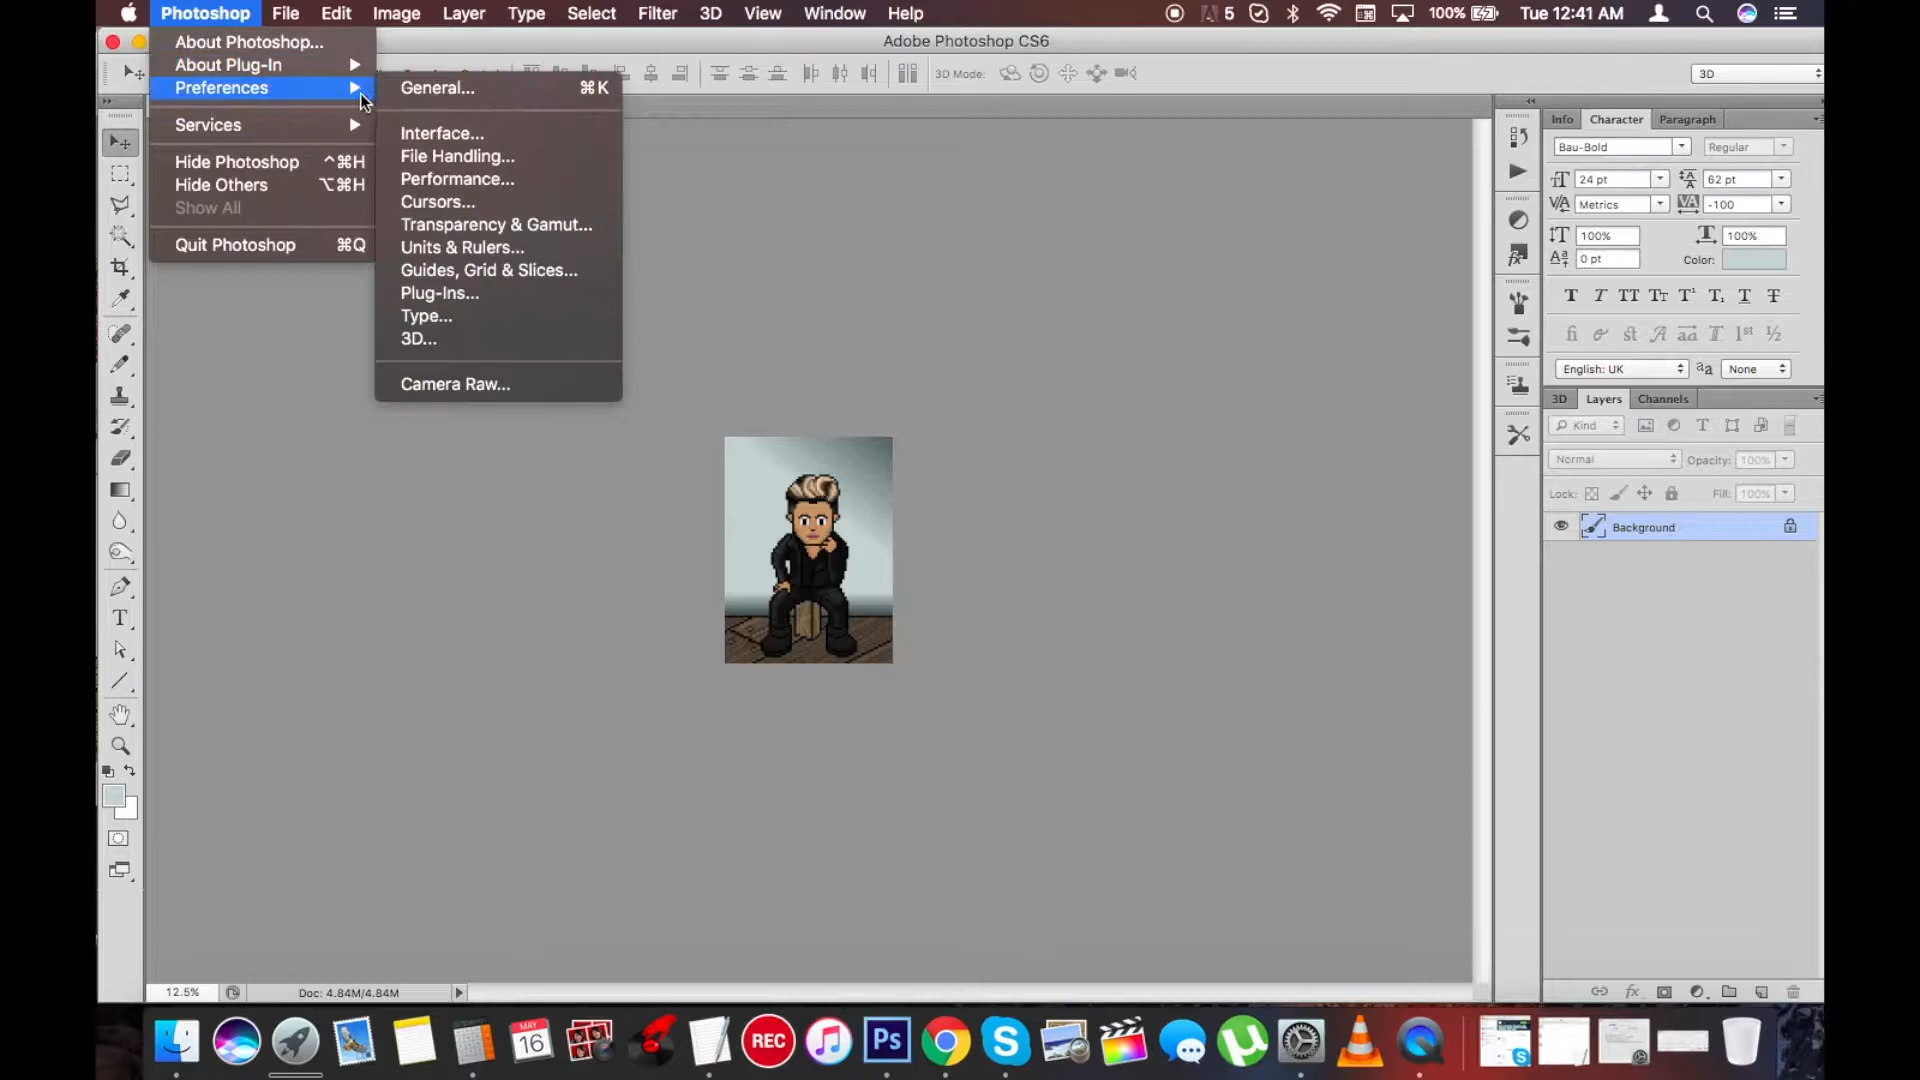 Photoshop File Edit Image Layer Type Select Filter 3D View Window Help 5 100% Tue 12:41 AM
Adobe Photoshop CS6
About Photoshop...
About Plug-In
Preferences
Services
Hide Photoshop ^⌘H
Hide Others ⌥⌘H
Show All
Quit Photoshop ⌘Q
General... ⌘K
Interface...
File Handling...
Performance...
Cursors...
Transparency & Gamut...
Units & Rulers...
Guides, Grid & Slices...
Plug-Ins...
Type...
3D...
Camera Raw...
3D Mode: 3D
Info Character Paragraph
Bau-Bold Regular
24 pt 62 pt
Metrics -100
100% 100%
0 pt Color:
English: UK aa None
3D Layers Channels
Kind
Normal Opacity: 100%
Lock: Fill: 100%
Background
12.5% Doc: 4.84M/4.84M
MAY
16
REC
Ps